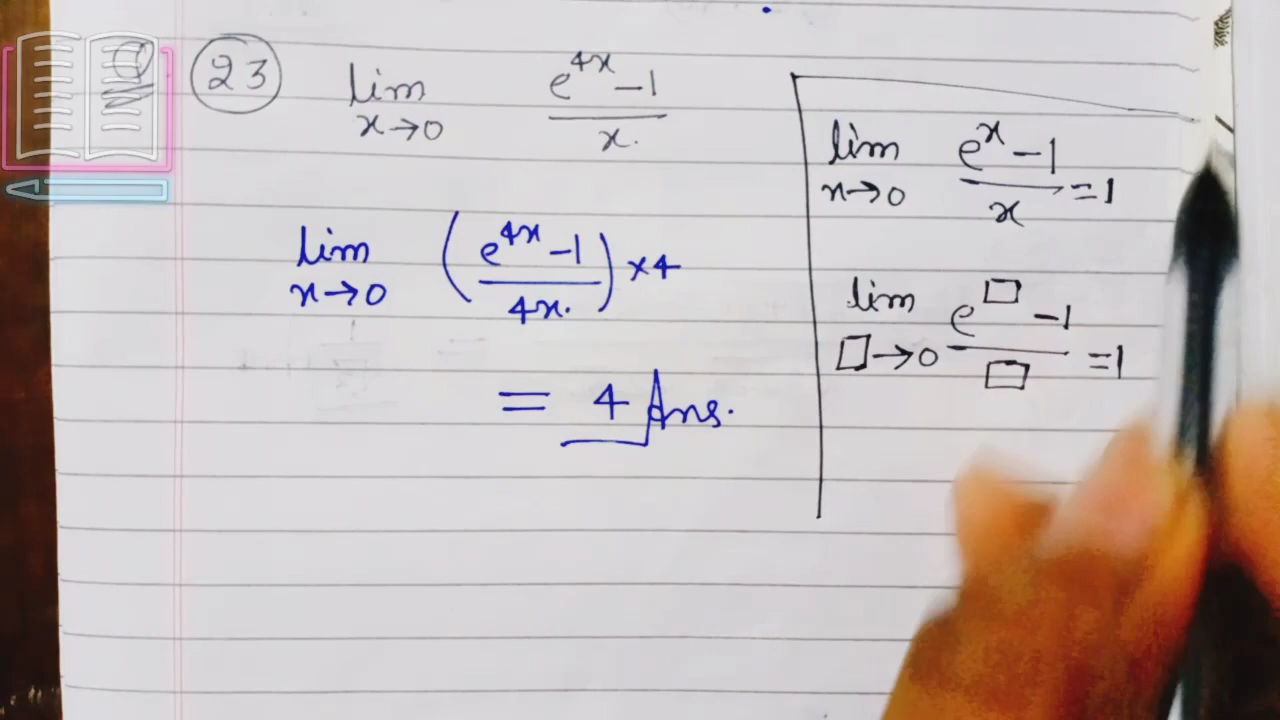 Q
23 lim x→0 e^{4x} - 1 / x.
lim x→0 (e^{4x} - 1 / 4x.) × 4
= 4 Ans.
lim x→0 e^x - 1 / x = 1
lim □→0 e^□ - 1 / □ = 1